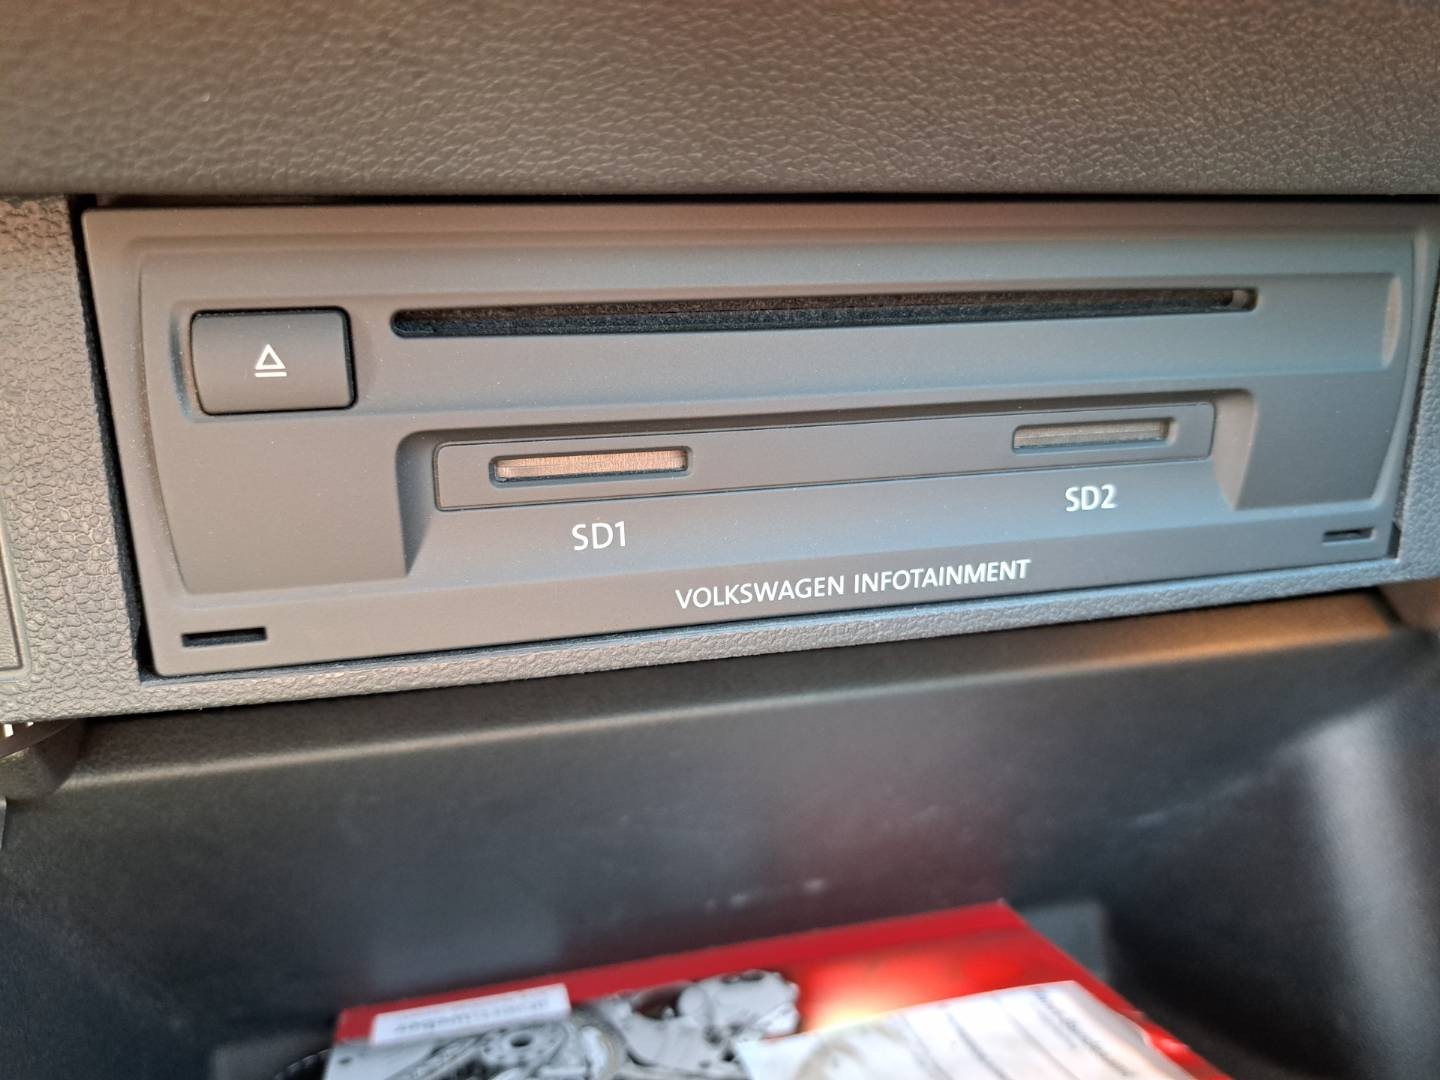 SD1
SD2
VOLKSWAGEN INFOTAINMENT